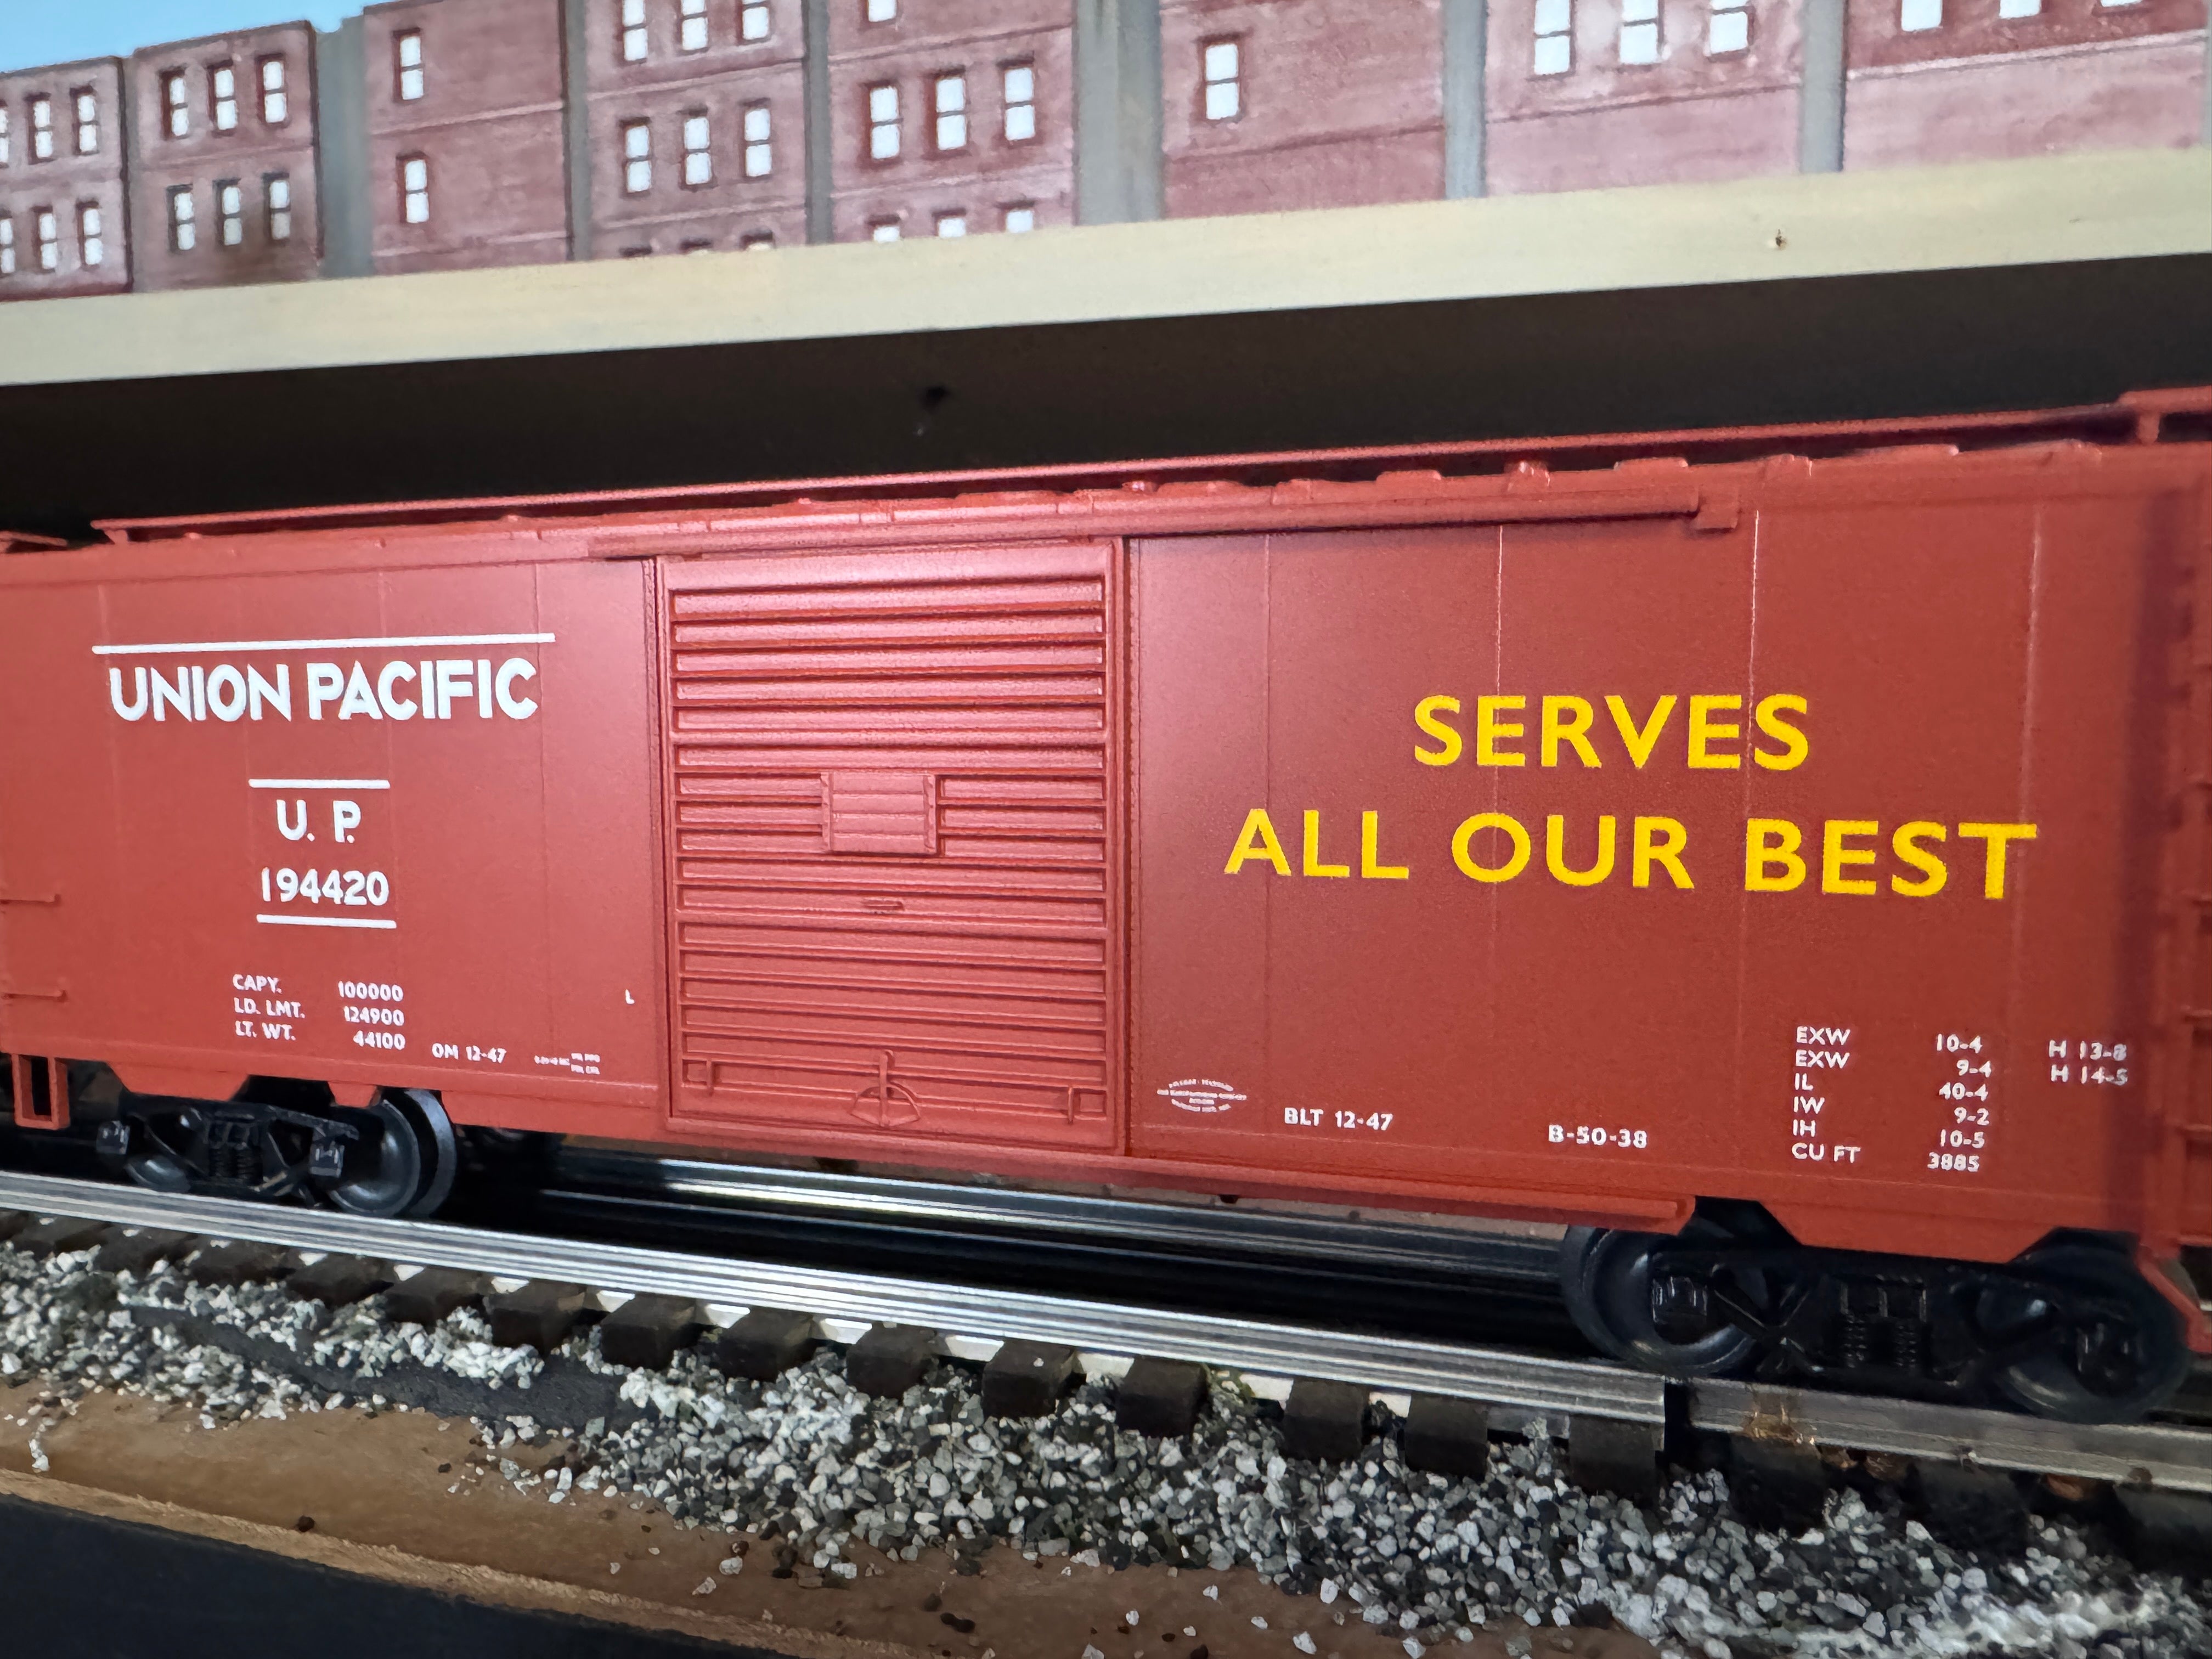 UNION PACIFIC
U. P.
194420
CAPY. 100000
LD. LMT. 124900
LT. WT. 44100
OM 12-47
L
SERVES
ALL OUR BEST
BLT 12-47
B-50-38
EXW 10-4 H 13-8
EXW 9-4 H 14-5
IL 40-4
IW 9-2
IH 10-5
CU FT 3885